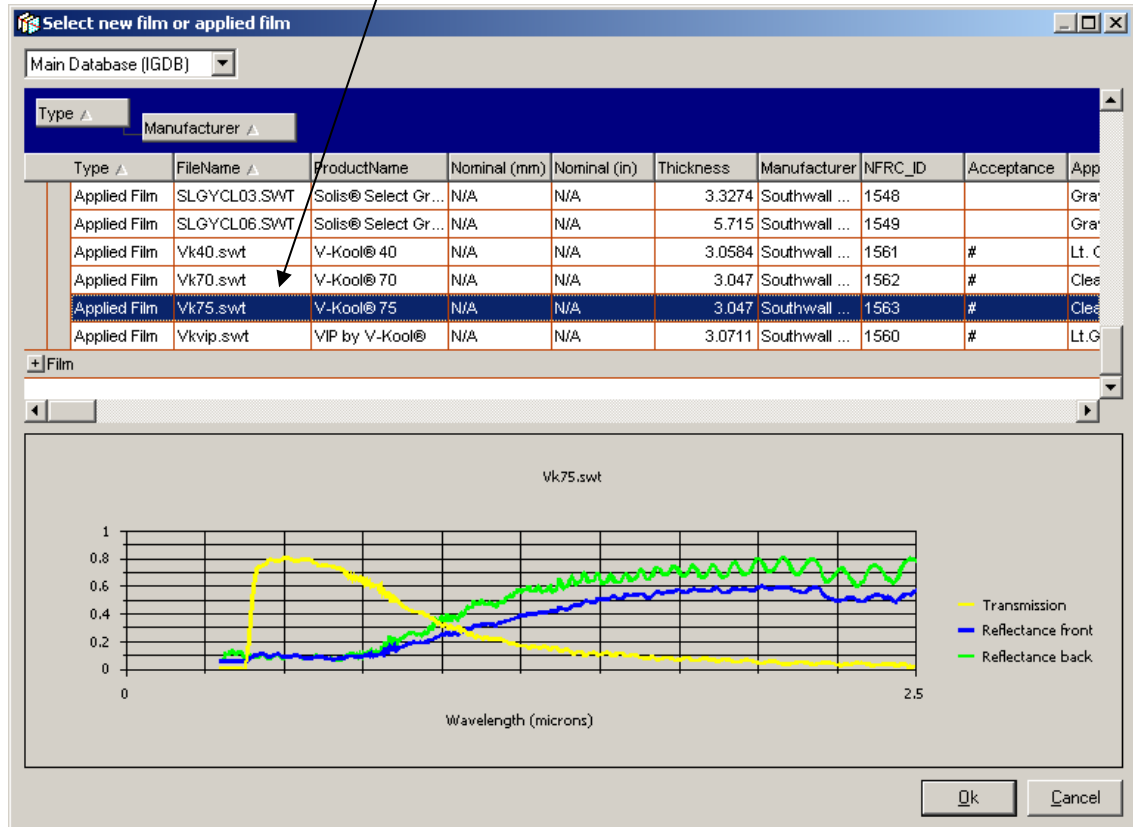 Select new film or applied film
Main Database (IGDB)
Type
Manufacturer
Type FileName ProductName Nominal (mm) Nominal (in) Thickness Manufacturer NFRC_ID Acceptance App
Applied Film SLGYCL03.SWT Solis® Select Gr... N/A N/A 3.3274 Southwall ... 1548 Gra
Applied Film SLGYCL06.SWT Solis® Select Gr... N/A N/A 5.715 Southwall ... 1549 Gra
Applied Film Vk40.swt V-Kool® 40 N/A N/A 3.0584 Southwall ... 1561 # Lt. C
Applied Film Vk70.swt V-Kool® 70 N/A N/A 3.047 Southwall ... 1562 # Clea
Applied Film Vk75.swt V-Kool® 75 N/A N/A 3.047 Southwall ... 1563 # Clea
Applied Film Vkvip.swt VIP by V-Kool® N/A N/A 3.0711 Southwall ... 1560 # Lt.G
Film
Vk75.swt
1
0.8
0.6
0.4
0.2
0
0 2.5
Wavelength (microns)
Transmission
Reflectance front
Reflectance back
Ok Cancel